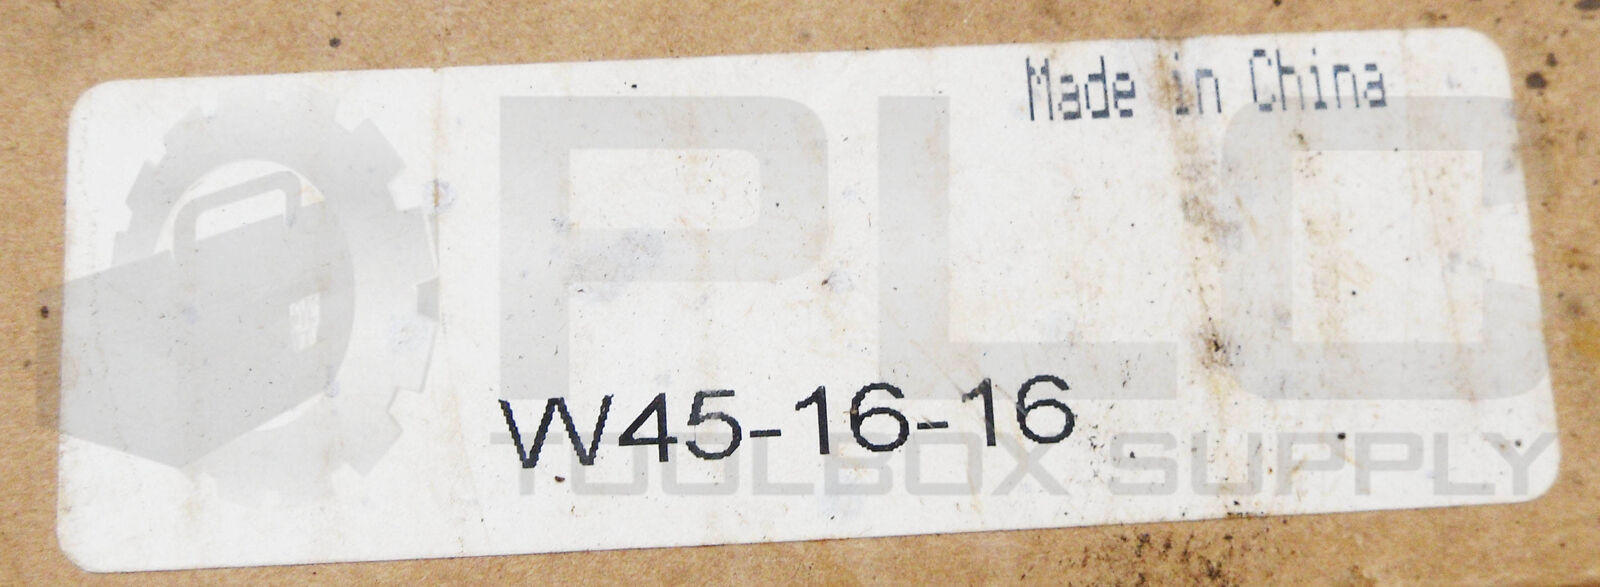 Made in China
PLC
W45-16-16
TOOLBOX SUPPLY